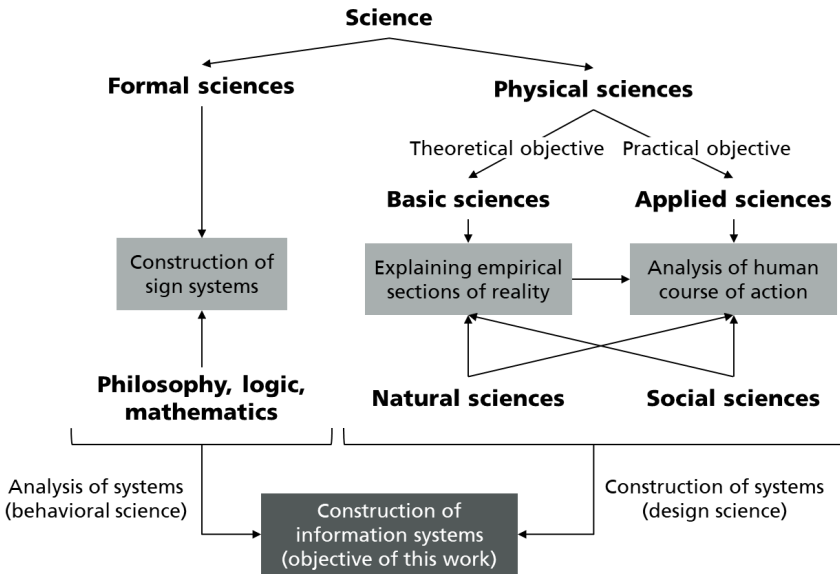 Science
Formal sciences
Physical sciences
Theoretical objective
Practical objective
Basic sciences
Applied sciences
Construction of
sign systems
Explaining empirical
sections of reality
Analysis of human
course of action
Philosophy, logic,
mathematics
Natural sciences
Social sciences
Analysis of systems
(behavioral science)
Construction of
information systems
(objective of this work)
Construction of systems
(design science)